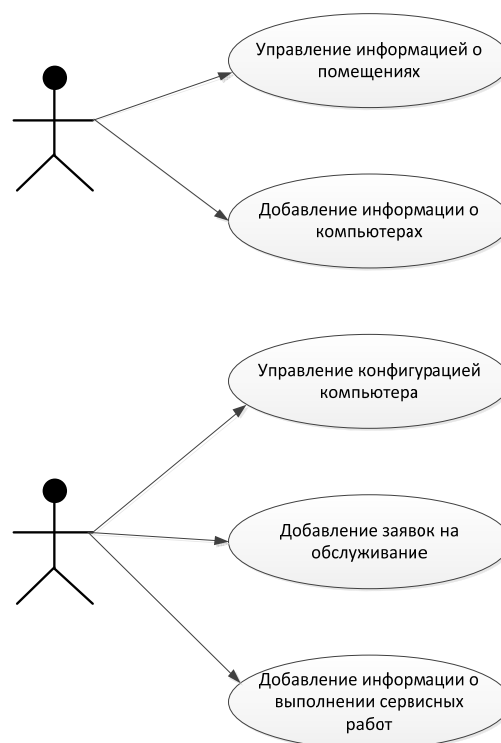 Управление информацией о
помещениях
Добавление информации о
компьютерах
Управление конфигурацией
компьютера
Добавление заявок на
обслуживание
Добавление информации о
выполнении сервисных
работ